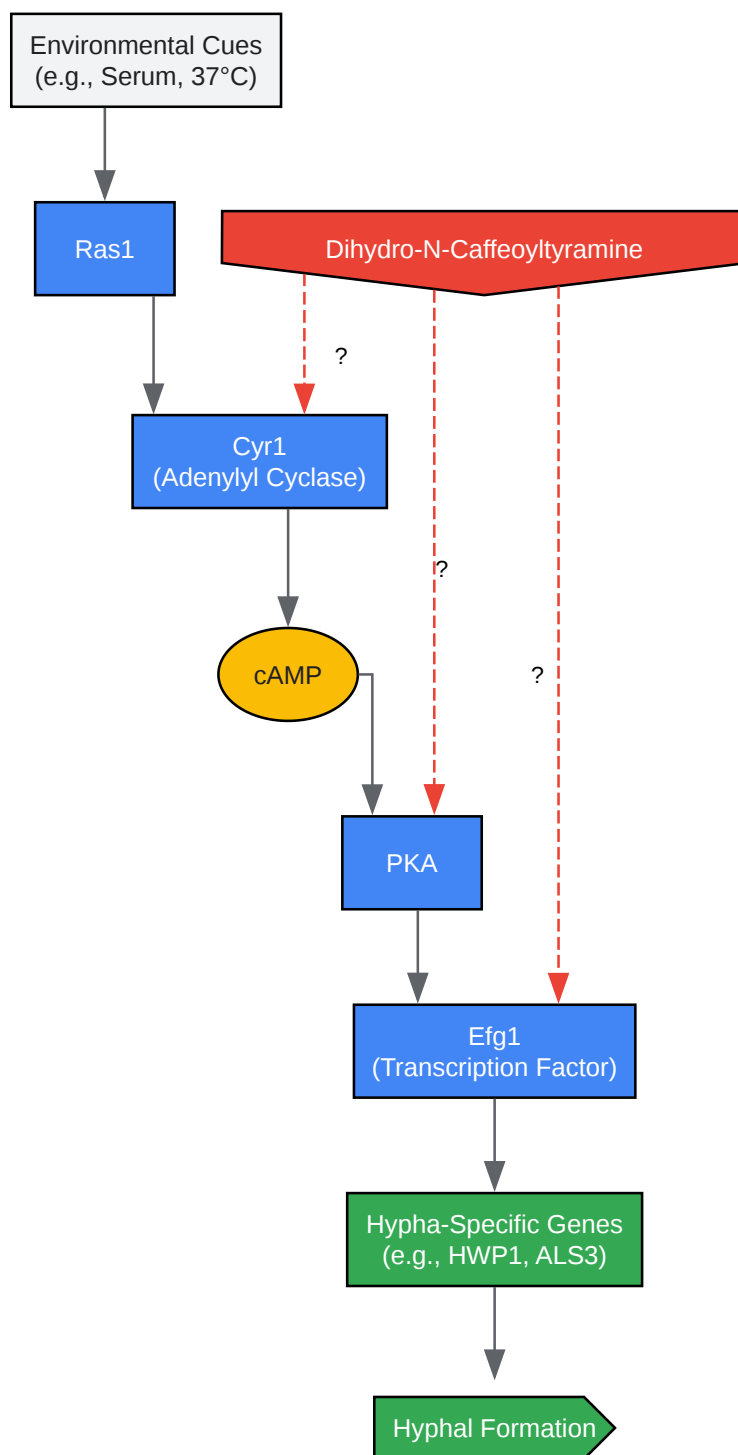 Environmental Cues
(e.g., Serum, 37°C)
Ras1
Dihydro-N-Caffeoyltyramine
?
Cyr1
(Adenylyl Cyclase)
?
cAMP
?
PKA
Efg1
(Transcription Factor)
Hypha-Specific Genes
(e.g., HWP1, ALS3)
Hyphal Formation